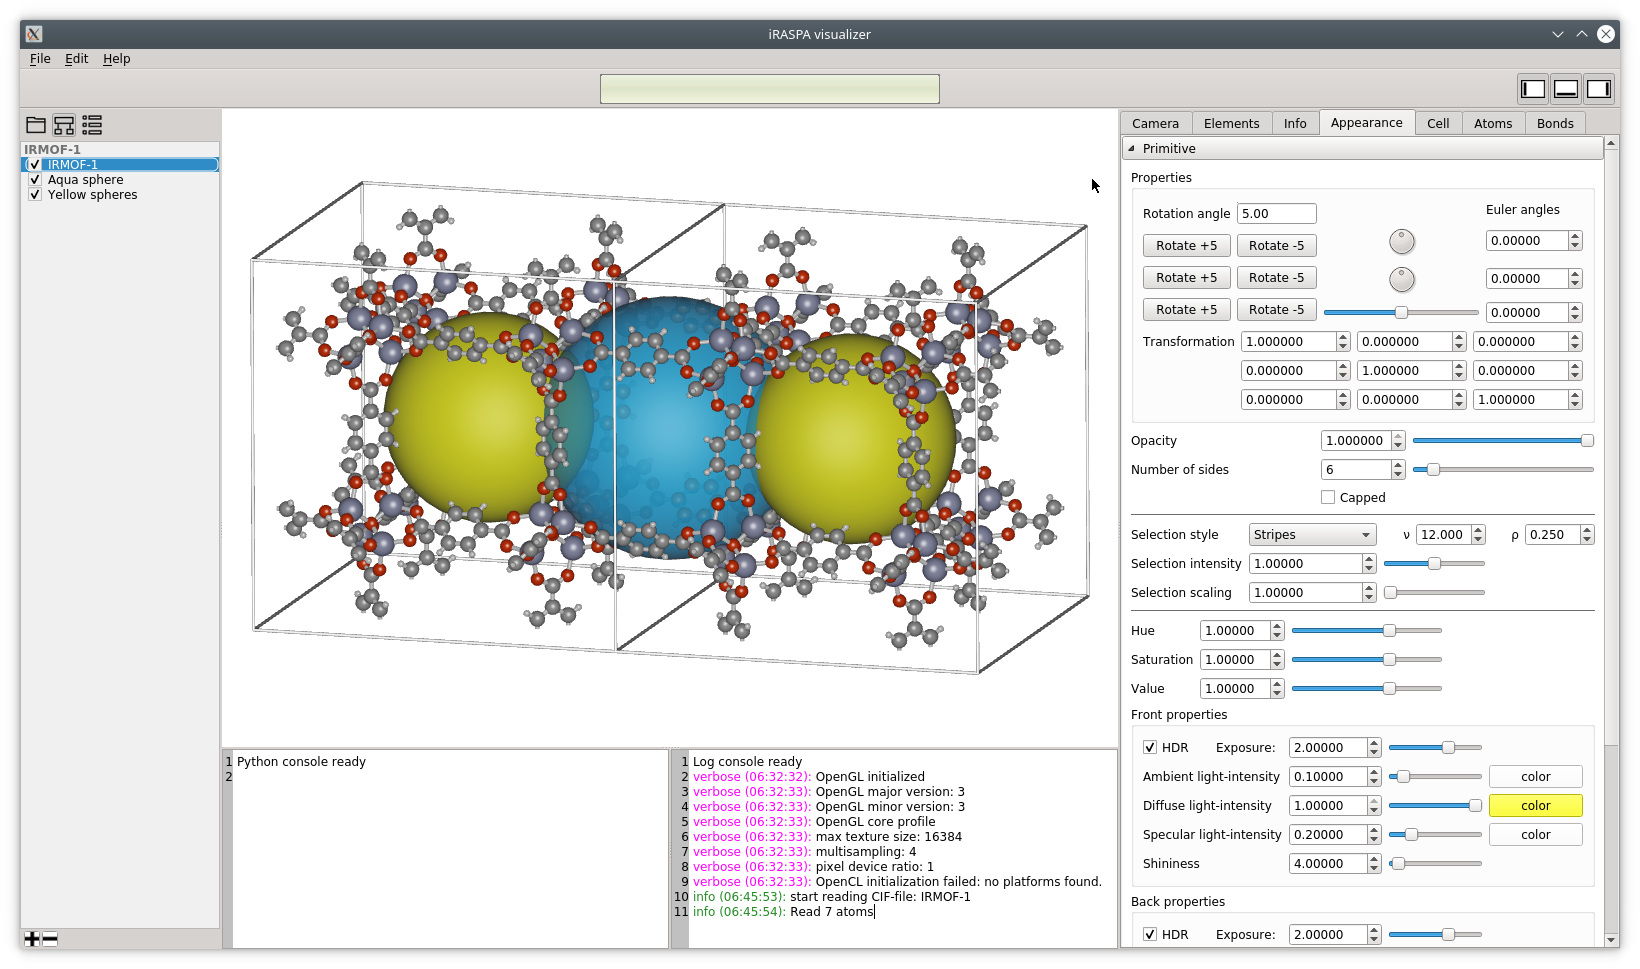 iRASPA visualizer
File Edit Help
IRMOF-1
IRMOF-1
Aqua sphere
Yellow spheres
Camera Elements Info Appearance Cell Atoms Bonds
Primitive
Properties
Rotation angle 5.00 Euler angles
Rotate +5 Rotate -5 0.00000
Rotate +5 Rotate -5 0.00000
Rotate +5 Rotate -5 0.00000
Transformation 1.000000 0.000000 0.000000
0.000000 1.000000 0.000000
0.000000 0.000000 1.000000
Opacity 1.000000
Number of sides 6
Capped
Selection style Stripes ν 12.000 ρ 0.250
Selection intensity 1.00000
Selection scaling 1.00000
Hue 1.00000
Saturation 1.00000
Value 1.00000
Front properties
HDR Exposure: 2.00000
Ambient light-intensity 0.10000 color
Diffuse light-intensity 1.00000 color
Specular light-intensity 0.20000 color
Shininess 4.00000
Back properties
HDR Exposure: 2.00000
1 Python console ready
2
1 Log console ready
2 verbose (06:32:32): OpenGL initialized
3 verbose (06:32:33): OpenGL major version: 3
4 verbose (06:32:33): OpenGL minor version: 3
5 verbose (06:32:33): OpenGL core profile
6 verbose (06:32:33): max texture size: 16384
7 verbose (06:32:33): multisampling: 4
8 verbose (06:32:33): pixel device ratio: 1
9 verbose (06:32:33): OpenCL initialization failed: no platforms found.
10 info (06:45:53): start reading CIF-file: IRMOF-1
11 info (06:45:54): Read 7 atoms